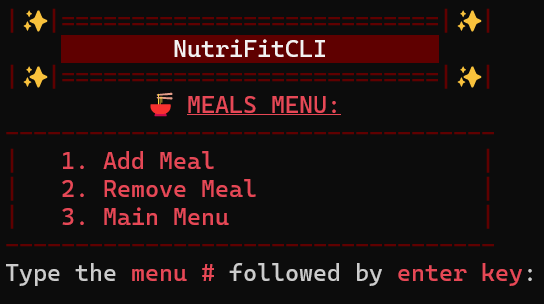 |✨|===========================|✨|
NutriFitCLI
|✨|===========================|✨|
🍜 MEALS MENU:
-----------------------------------
|   1. Add Meal                   |
|   2. Remove Meal                |
|   3. Main Menu                  |
-----------------------------------
Type the menu # followed by enter key: